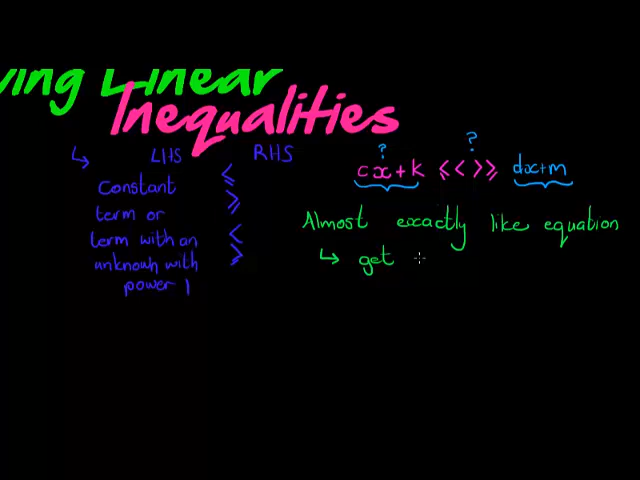 ving Linear
Inequalities
↳ LHS RHS
Constant
term or
term with an
unknown with
power 1
≤
≥
<
>
? ?
cx + k ≤ < > ≥ dx+m
Almost exactly like equation
↳ get